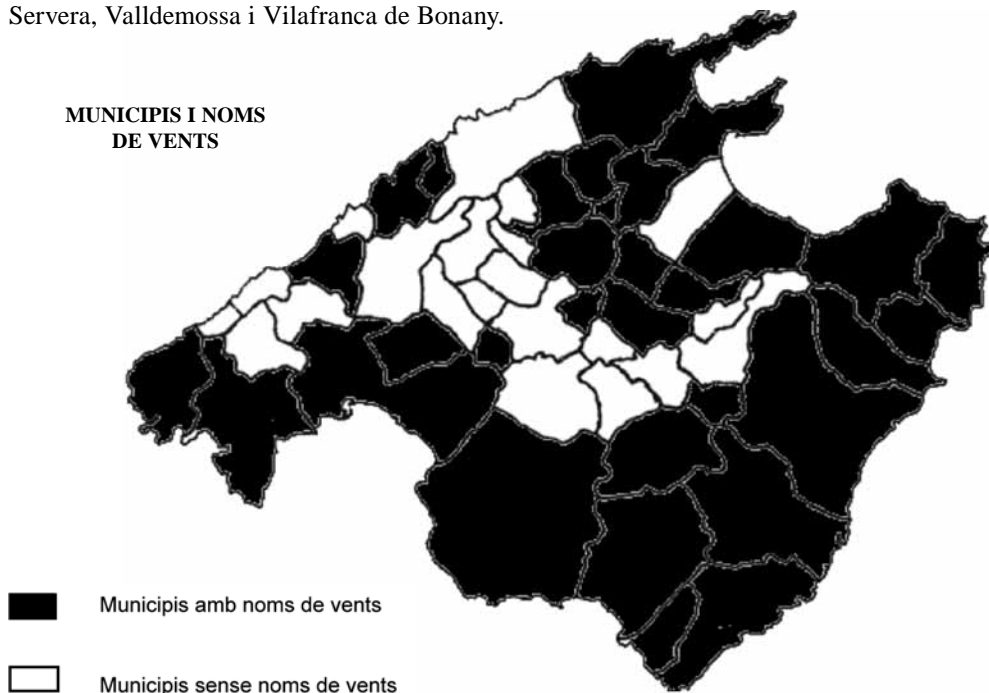 Servera, Valldemossa i Vilafranca de Bonany.
MUNICIPIS I NOMS
DE VENTS
Municipis amb noms de vents
Municipis sense noms de vents